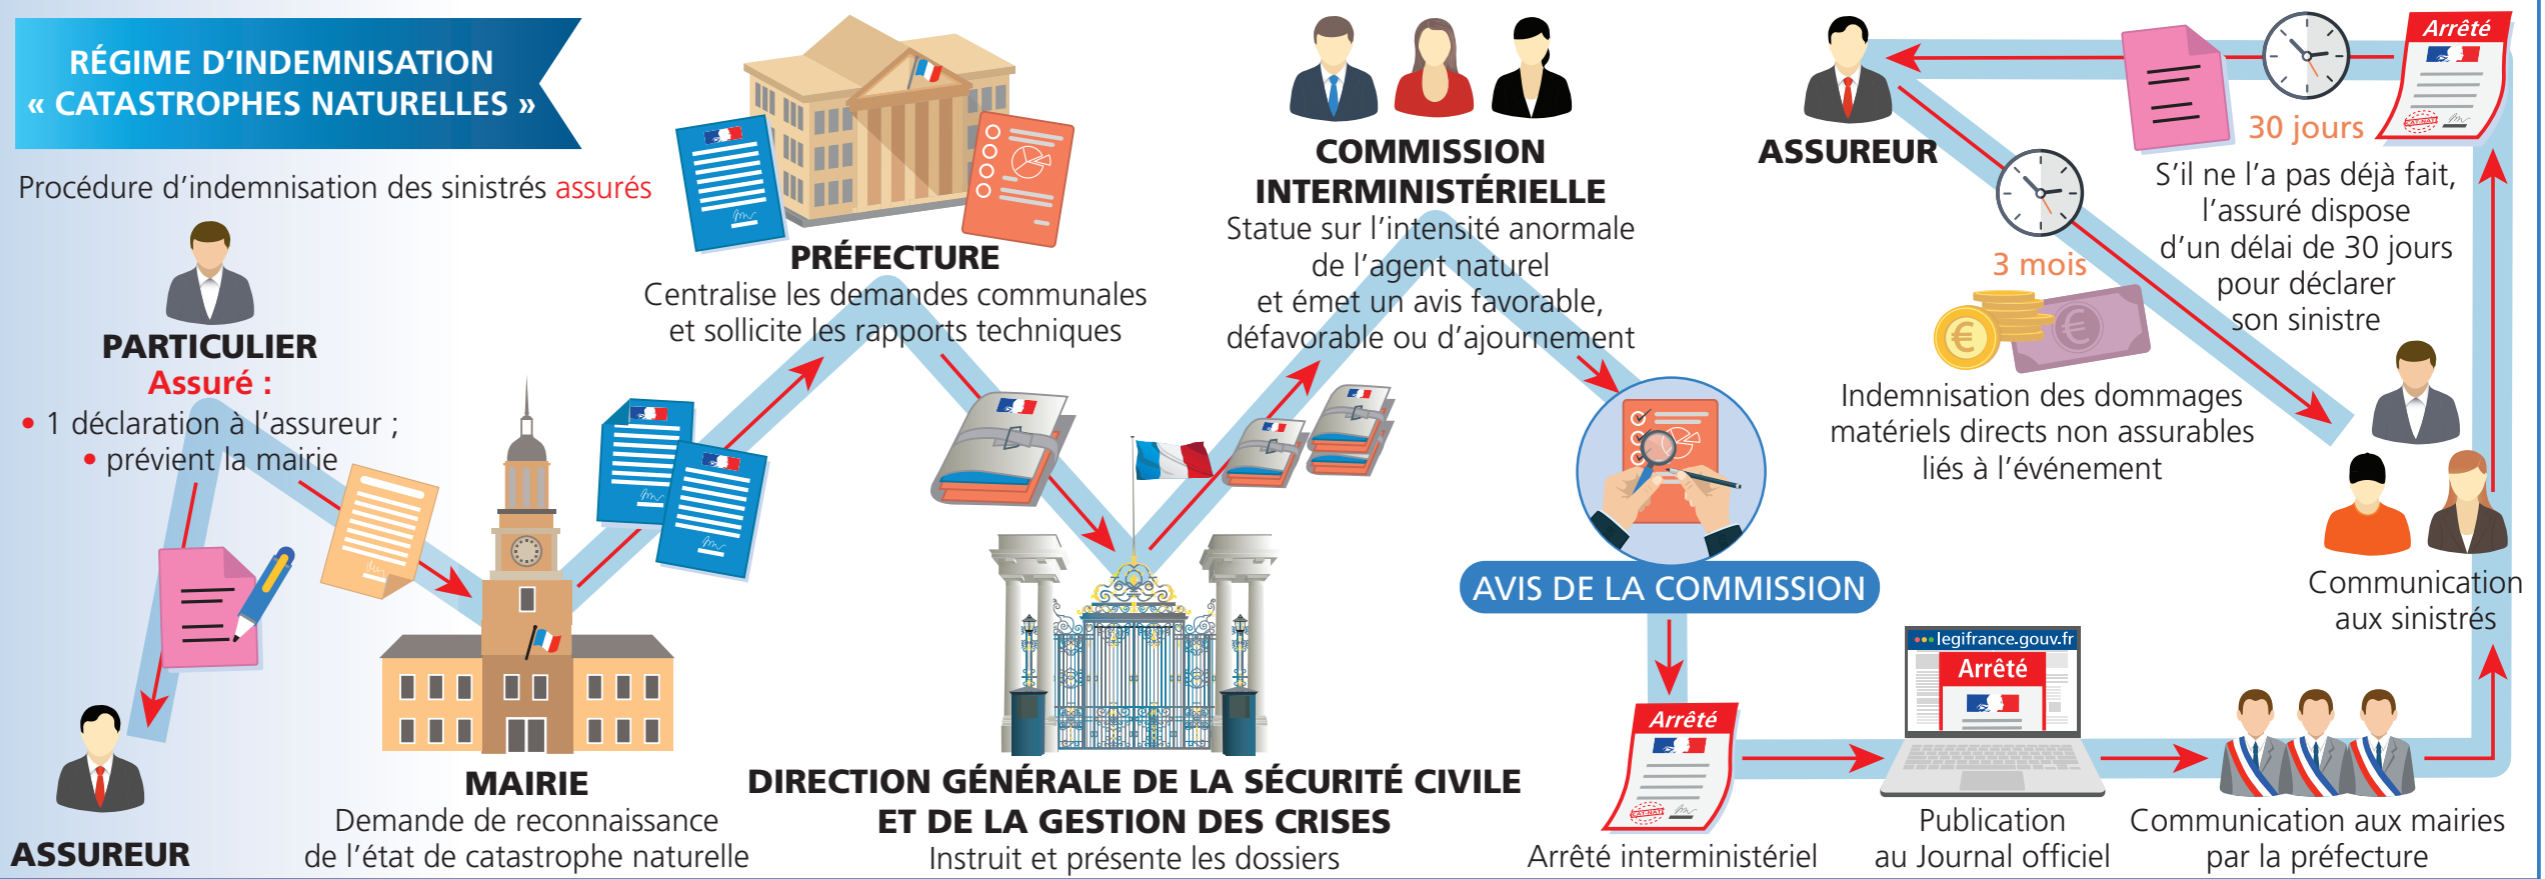 RÉGIME D’INDEMNISATION
« CATASTROPHES NATURELLES »
Procédure d’indemnisation des sinistrés assurés
PARTICULIER
Assuré :
• 1 déclaration à l’assureur ;
• prévient la mairie
ASSUREUR
MAIRIE
Demande de reconnaissance
de l’état de catastrophe naturelle
PRÉFECTURE
Centralise les demandes communales
et sollicite les rapports techniques
DIRECTION GÉNÉRALE DE LA SÉCURITÉ CIVILE
ET DE LA GESTION DES CRISES
Instruit et présente les dossiers
COMMISSION
INTERMINISTÉRIELLE
Statue sur l’intensité anormale
de l’agent naturel
et émet un avis favorable,
défavorable ou d’ajournement
AVIS DE LA COMMISSION
Arrêté
CAT-NAT
Arrêté interministériel
legifrance.gouv.fr
Arrêté
Publication
au Journal officiel
Communication aux mairies
par la préfecture
Communication
aux sinistrés
Arrêté
CAT-NAT
30 jours
S’il ne l’a pas déjà fait,
l’assuré dispose
d’un délai de 30 jours
pour déclarer
son sinistre
ASSUREUR
3 mois
€
€
Indemnisation des dommages
matériels directs non assurables
liés à l’événement